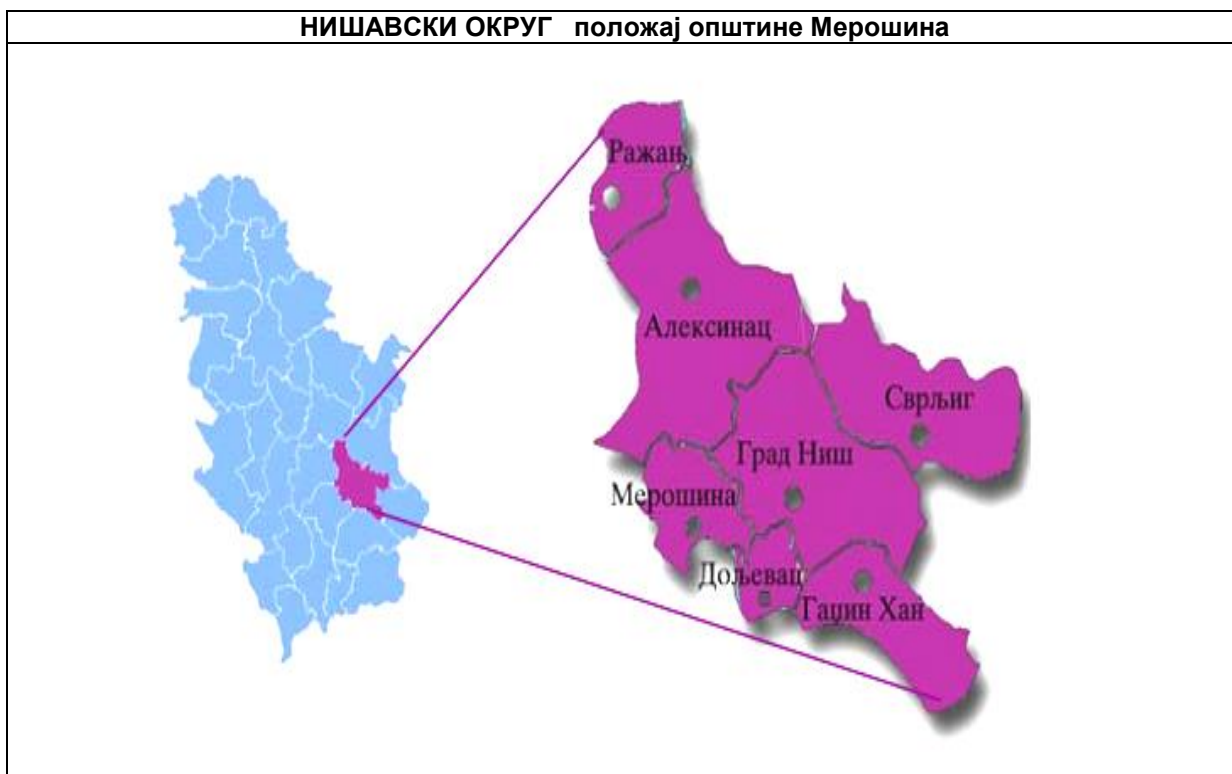 НИШАВСКИ ОКРУГ положај општине Мерошина
Ражањ
Алексинац
Сврљиг
Град Ниш
Мерошина
Дољевац
Гаџин Хан